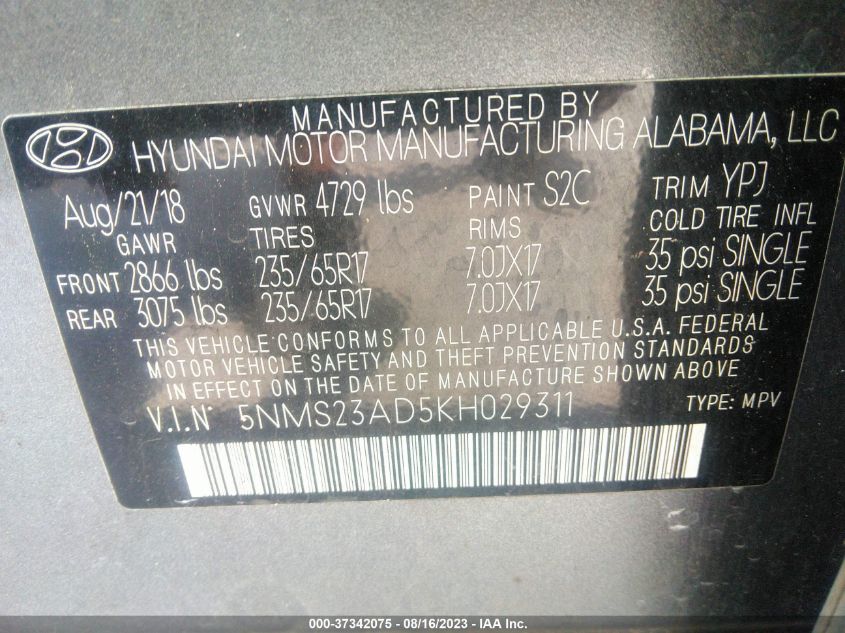 MANUFACTURED BY
HYUNDAI MOTOR MANUFACTURING ALABAMA, LLC
Aug/21/18 GVWR 4729 lbs PAINT S2C TRIM YPJ
GAWR TIRES RIMS COLD TIRE INFL
FRONT 2866 lbs 235/65R17 7.0JX17 35 psi SINGLE
REAR 3075 lbs 235/65R17 7.0JX17 35 psi SINGLE
THIS VEHICLE CONFORMS TO ALL APPLICABLE U.S.A. FEDERAL
MOTOR VEHICLE SAFETY AND THEFT PREVENTION STANDARDS
IN EFFECT ON THE DATE OF MANUFACTURE SHOWN ABOVE
V.I.N: 5NMS23AD5KH029311 TYPE: MPV
000-37342075 - 08/16/2023 - IAA Inc.